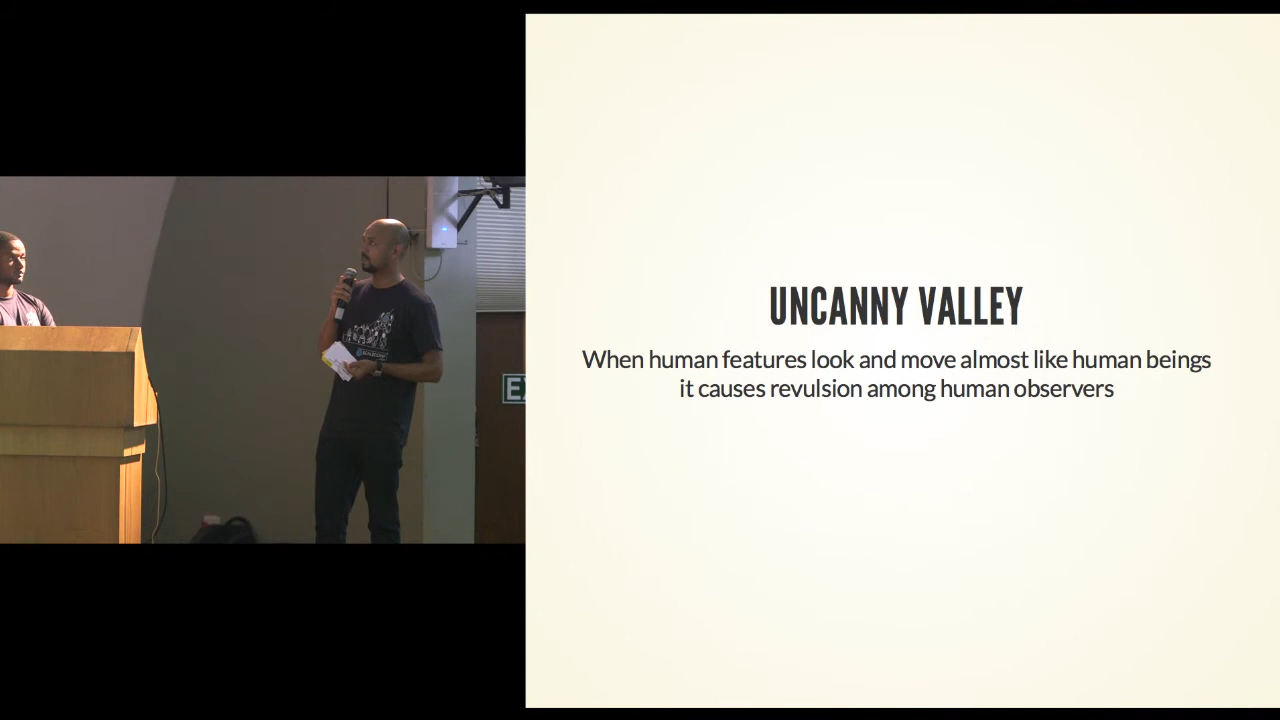 UNCANNY VALLEY
When human features look and move almost like human beings
it causes revulsion among human observers